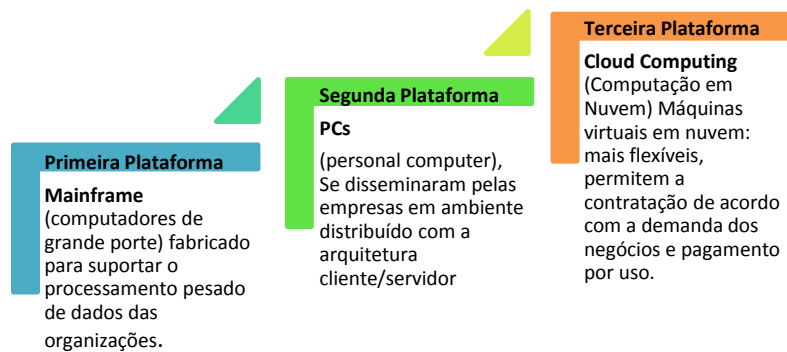 Primeira Plataforma
Mainframe
(computadores de
grande porte) fabricado
para suportar o
processamento pesado
de dados das
organizações.
Segunda Plataforma
PCs
(personal computer),
Se disseminaram pelas
empresas em ambiente
distribuído com a
arquitetura
cliente/servidor
Terceira Plataforma
Cloud Computing
(Computação em
Nuvem) Máquinas
virtuais em nuvem:
mais flexíveis,
permitem a
contratação de acordo
com a demanda dos
negócios e pagamento
por uso.